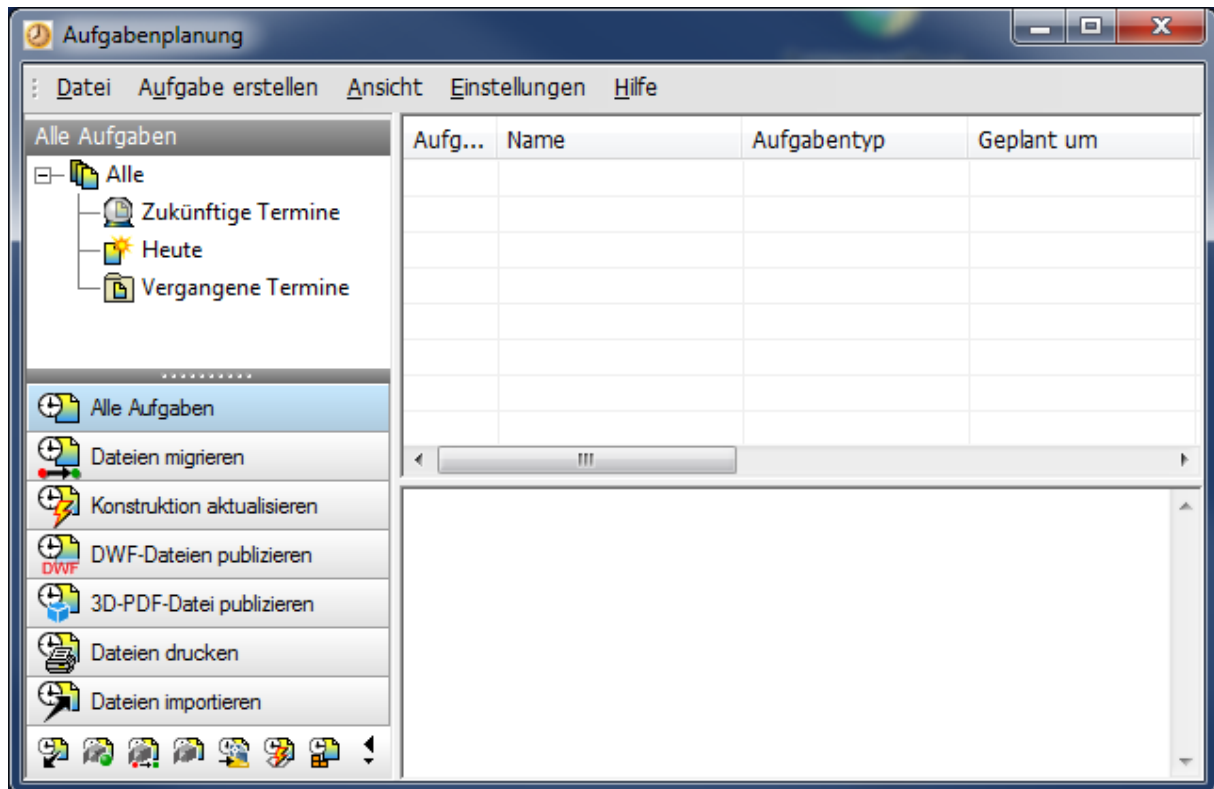 Aufgabenplanung
Datei Aufgabe erstellen Ansicht Einstellungen Hilfe
Alle Aufgaben
Alle
Zukünftige Termine
Heute
Vergangene Termine
Aufg... Name Aufgabentyp Geplant um
Alle Aufgaben
Dateien migrieren
Konstruktion aktualisieren
DWF
DWF-Dateien publizieren
3D-PDF-Datei publizieren
Dateien drucken
Dateien importieren